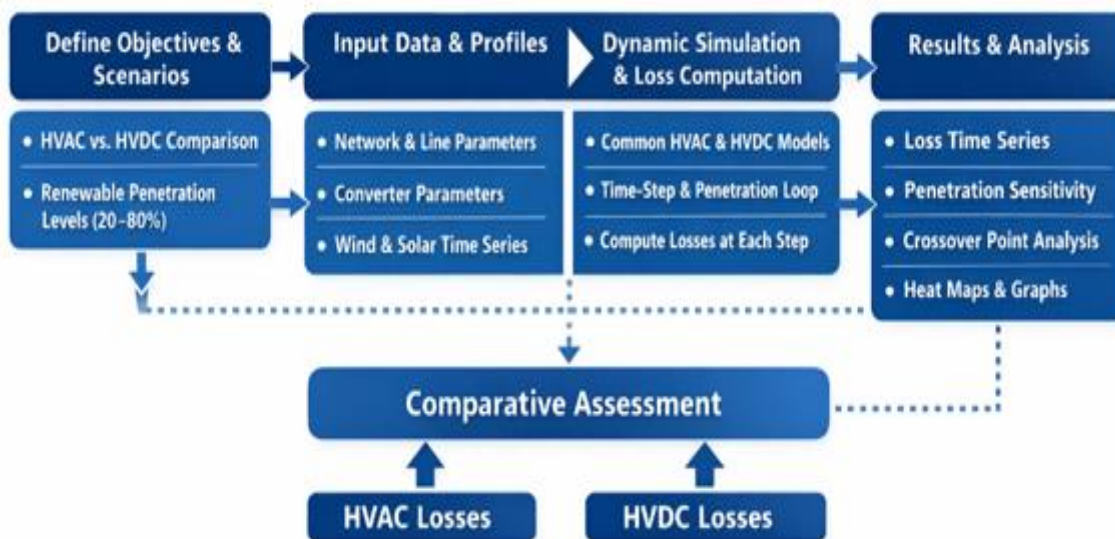 Define Objectives &
Scenarios
Input Data & Profiles
Dynamic Simulation
& Loss Computation
Results & Analysis
• HVAC vs. HVDC Comparison
• Renewable Penetration
Levels (20–80%)
• Network & Line Parameters
• Converter Parameters
• Wind & Solar Time Series
• Common HVAC & HVDC Models
• Time-Step & Penetration Loop
• Compute Losses at Each Step
• Loss Time Series
• Penetration Sensitivity
• Crossover Point Analysis
• Heat Maps & Graphs
Comparative Assessment
HVAC Losses
HVDC Losses